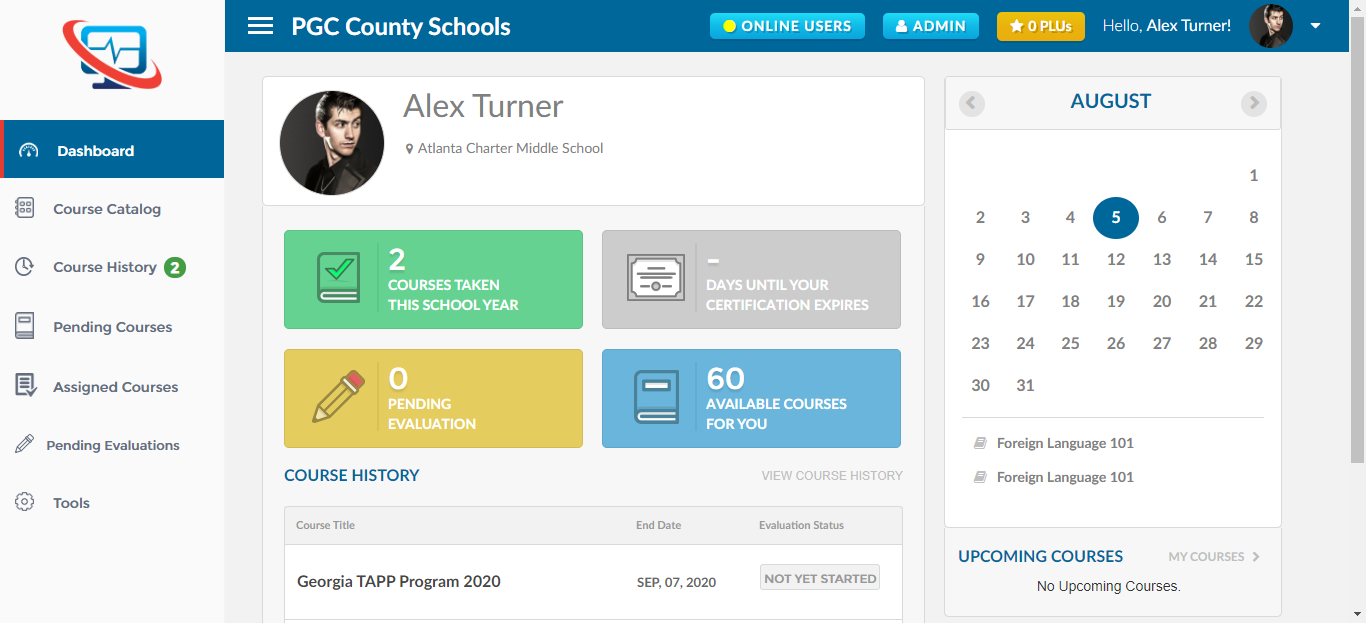 PGC County Schools
ONLINE USERS
ADMIN
0 PLUs
Hello, Alex Turner!
Dashboard
Course Catalog
Course History 2
Pending Courses
Assigned Courses
Pending Evaluations
Tools
Alex Turner
Atlanta Charter Middle School
2
COURSES TAKEN
THIS SCHOOL YEAR
–
DAYS UNTIL YOUR
CERTIFICATION EXPIRES
0
PENDING
EVALUATION
60
AVAILABLE COURSES
FOR YOU
COURSE HISTORY
VIEW COURSE HISTORY
Course Title End Date Evaluation Status
Georgia TAPP Program 2020 SEP, 07, 2020 NOT YET STARTED
AUGUST
1
2 3 4 5 6 7 8
9 10 11 12 13 14 15
16 17 18 19 20 21 22
23 24 25 26 27 28 29
30 31
Foreign Language 101
Foreign Language 101
UPCOMING COURSES
MY COURSES
No Upcoming Courses.